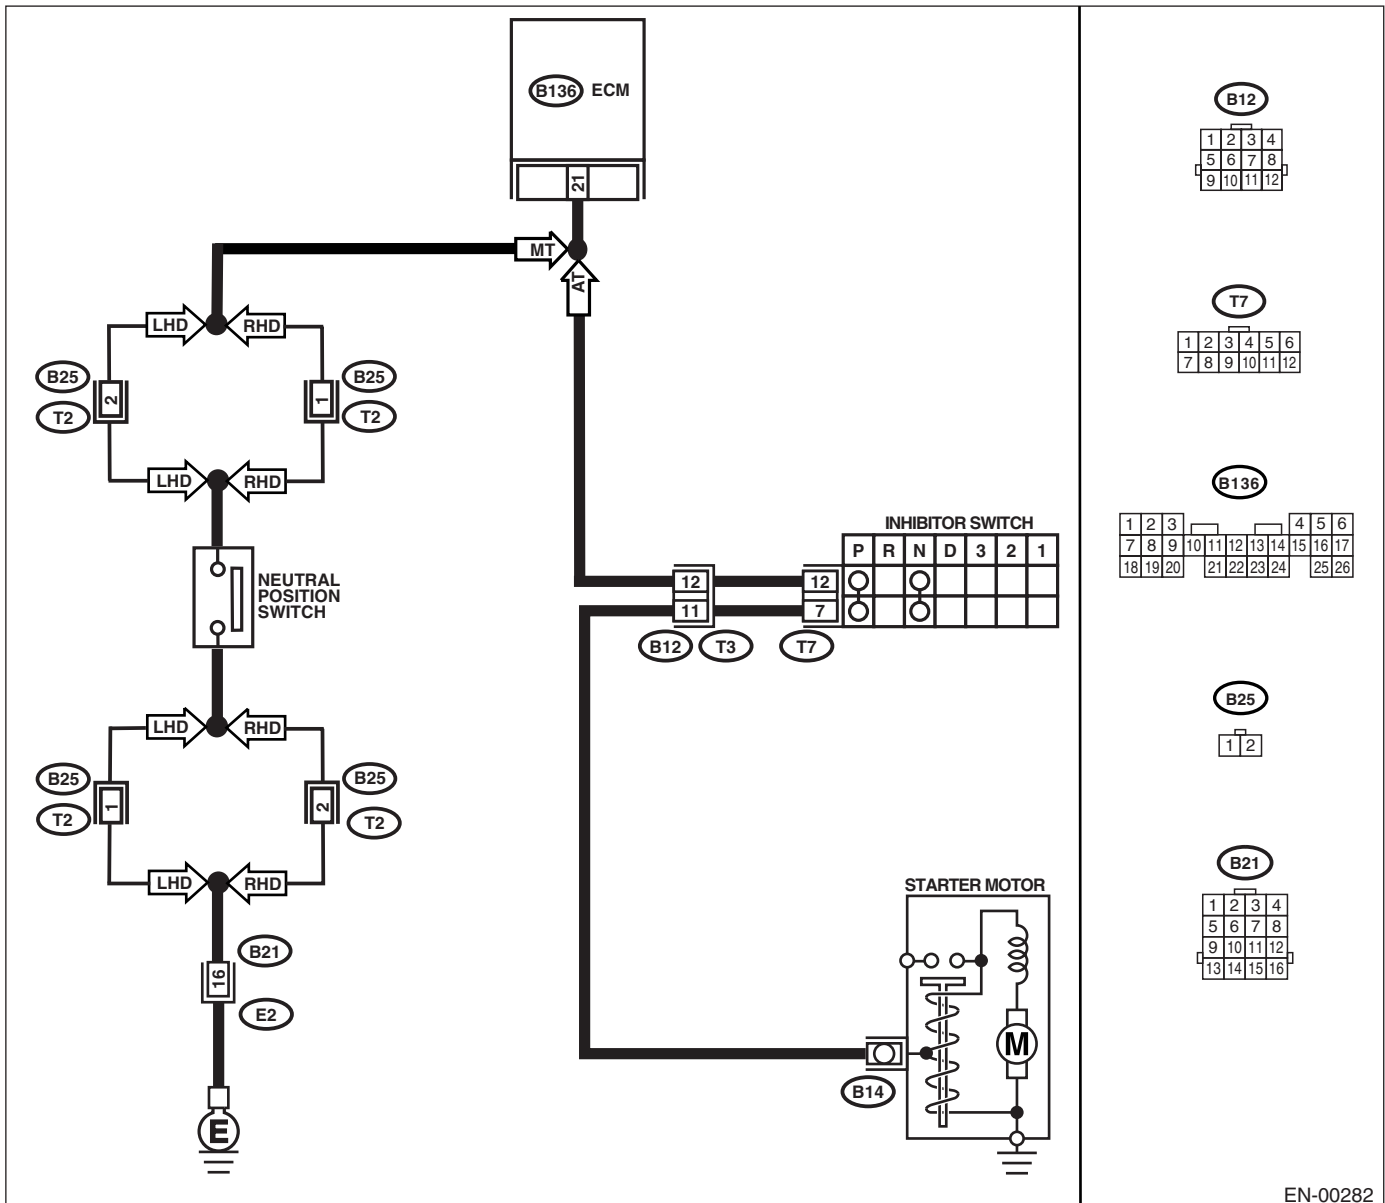 B136 ECM
21
MT
AT
LHD RHD
B25 B25
2 1
T2 T2
LHD RHD
NEUTRAL
POSITION
SWITCH
LHD RHD
B25 B25
1 2
T2 T2
LHD RHD
B21
16
E2
E
INHIBITOR SWITCH
P R N D 3 2 1
12 12
11 7
B12 T3 T7
STARTER MOTOR
M
B14
B12
1 2 3 4
5 6 7 8
9 10 11 12
T7
1 2 3 4 5 6
7 8 9 10 11 12
B136
1 2 3 4 5 6
7 8 9 10 11 12 13 14 15 16 17
18 19 20 21 22 23 24 25 26
B25
1 2
B21
1 2 3 4
5 6 7 8
9 10 11 12
13 14 15 16
EN-00282